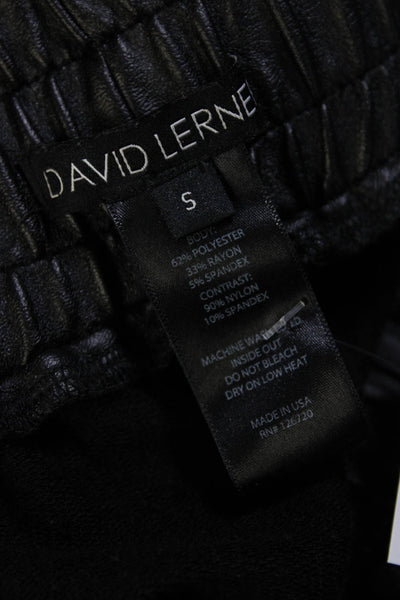 DAVID LERNE
S
BODY:
62% POLYESTER
33% RAYON
5% SPANDEX
CONTRAST:
90% NYLON
10% SPANDEX
MACHINE WASH
INSIDE OUT
DO NOT BLEACH
DRY ON LOW HEAT
MADE IN USA
RN# 126720